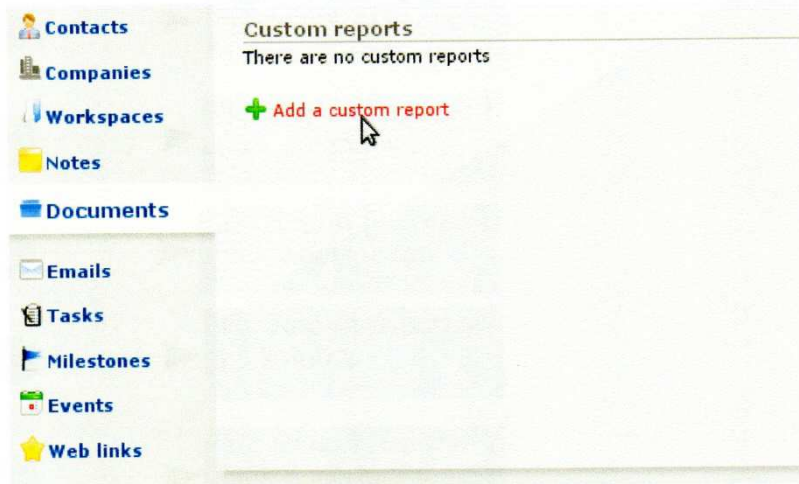 Contacts
Companies
Workspaces
Notes
Documents
Emails
Tasks
Milestones
Events
Web links
Custom reports
There are no custom reports
Add a custom report